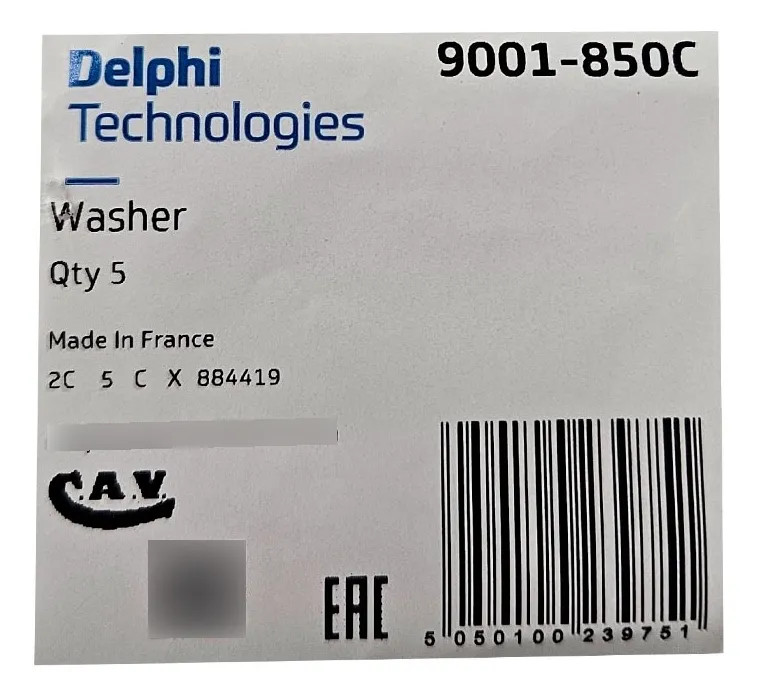 Delphi
Technologies
9001-850C
Washer
Qty 5
Made In France
2C 5 C X 884419
C.A.V.
EAC
5 050100 239751